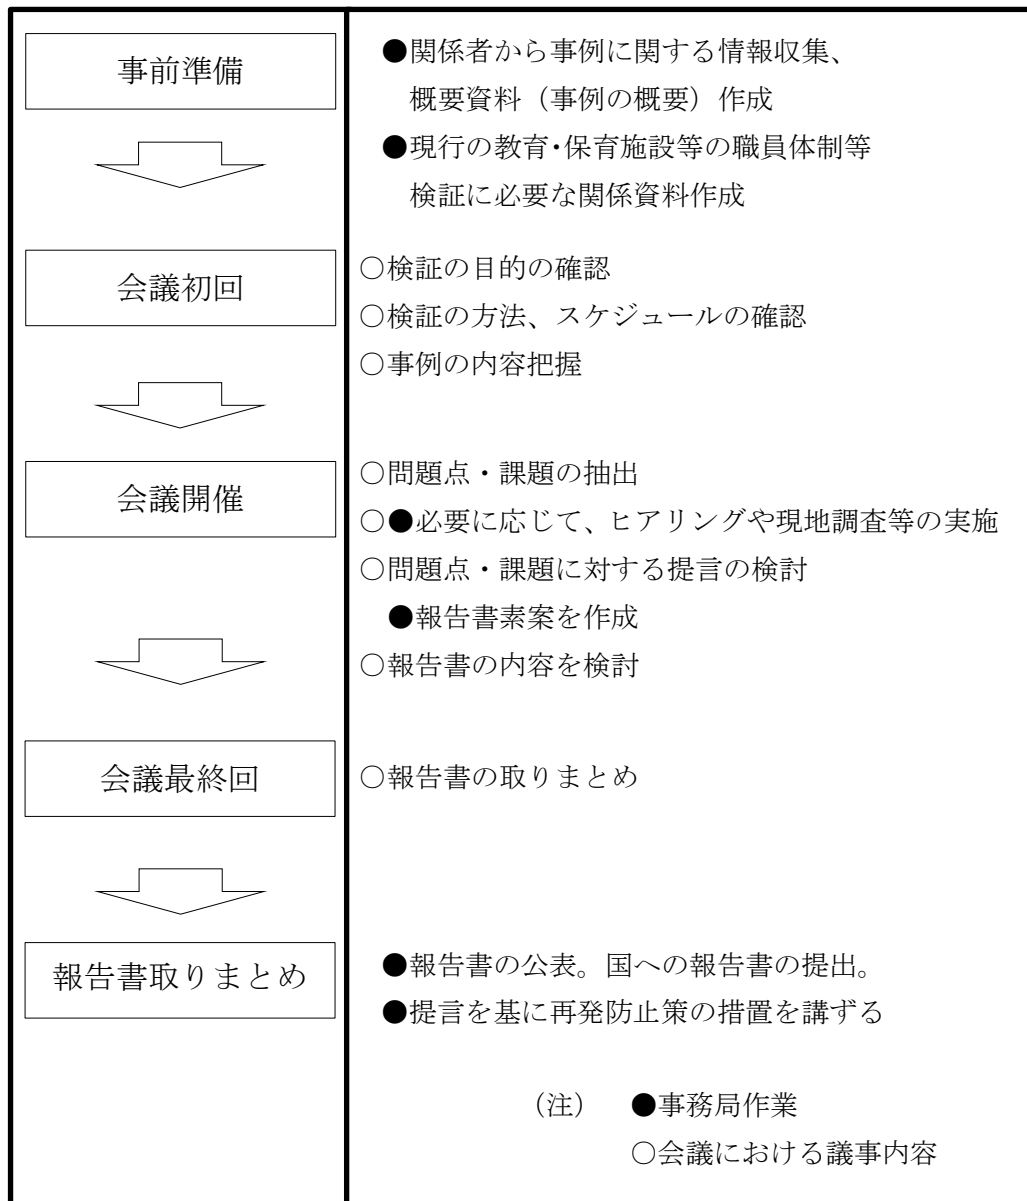 事前準備
●関係者から事例に関する情報収集、
概要資料（事例の概要）作成
●現行の教育･保育施設等の職員体制等
検証に必要な関係資料作成
会議初回
○検証の目的の確認
○検証の方法、スケジュールの確認
○事例の内容把握
会議開催
○問題点・課題の抽出
○●必要に応じて、ヒアリングや現地調査等の実施
○問題点・課題に対する提言の検討
●報告書素案を作成
○報告書の内容を検討
会議最終回
○報告書の取りまとめ
報告書取りまとめ
●報告書の公表。国への報告書の提出。
●提言を基に再発防止策の措置を講ずる
（注）　●事務局作業
○会議における議事内容